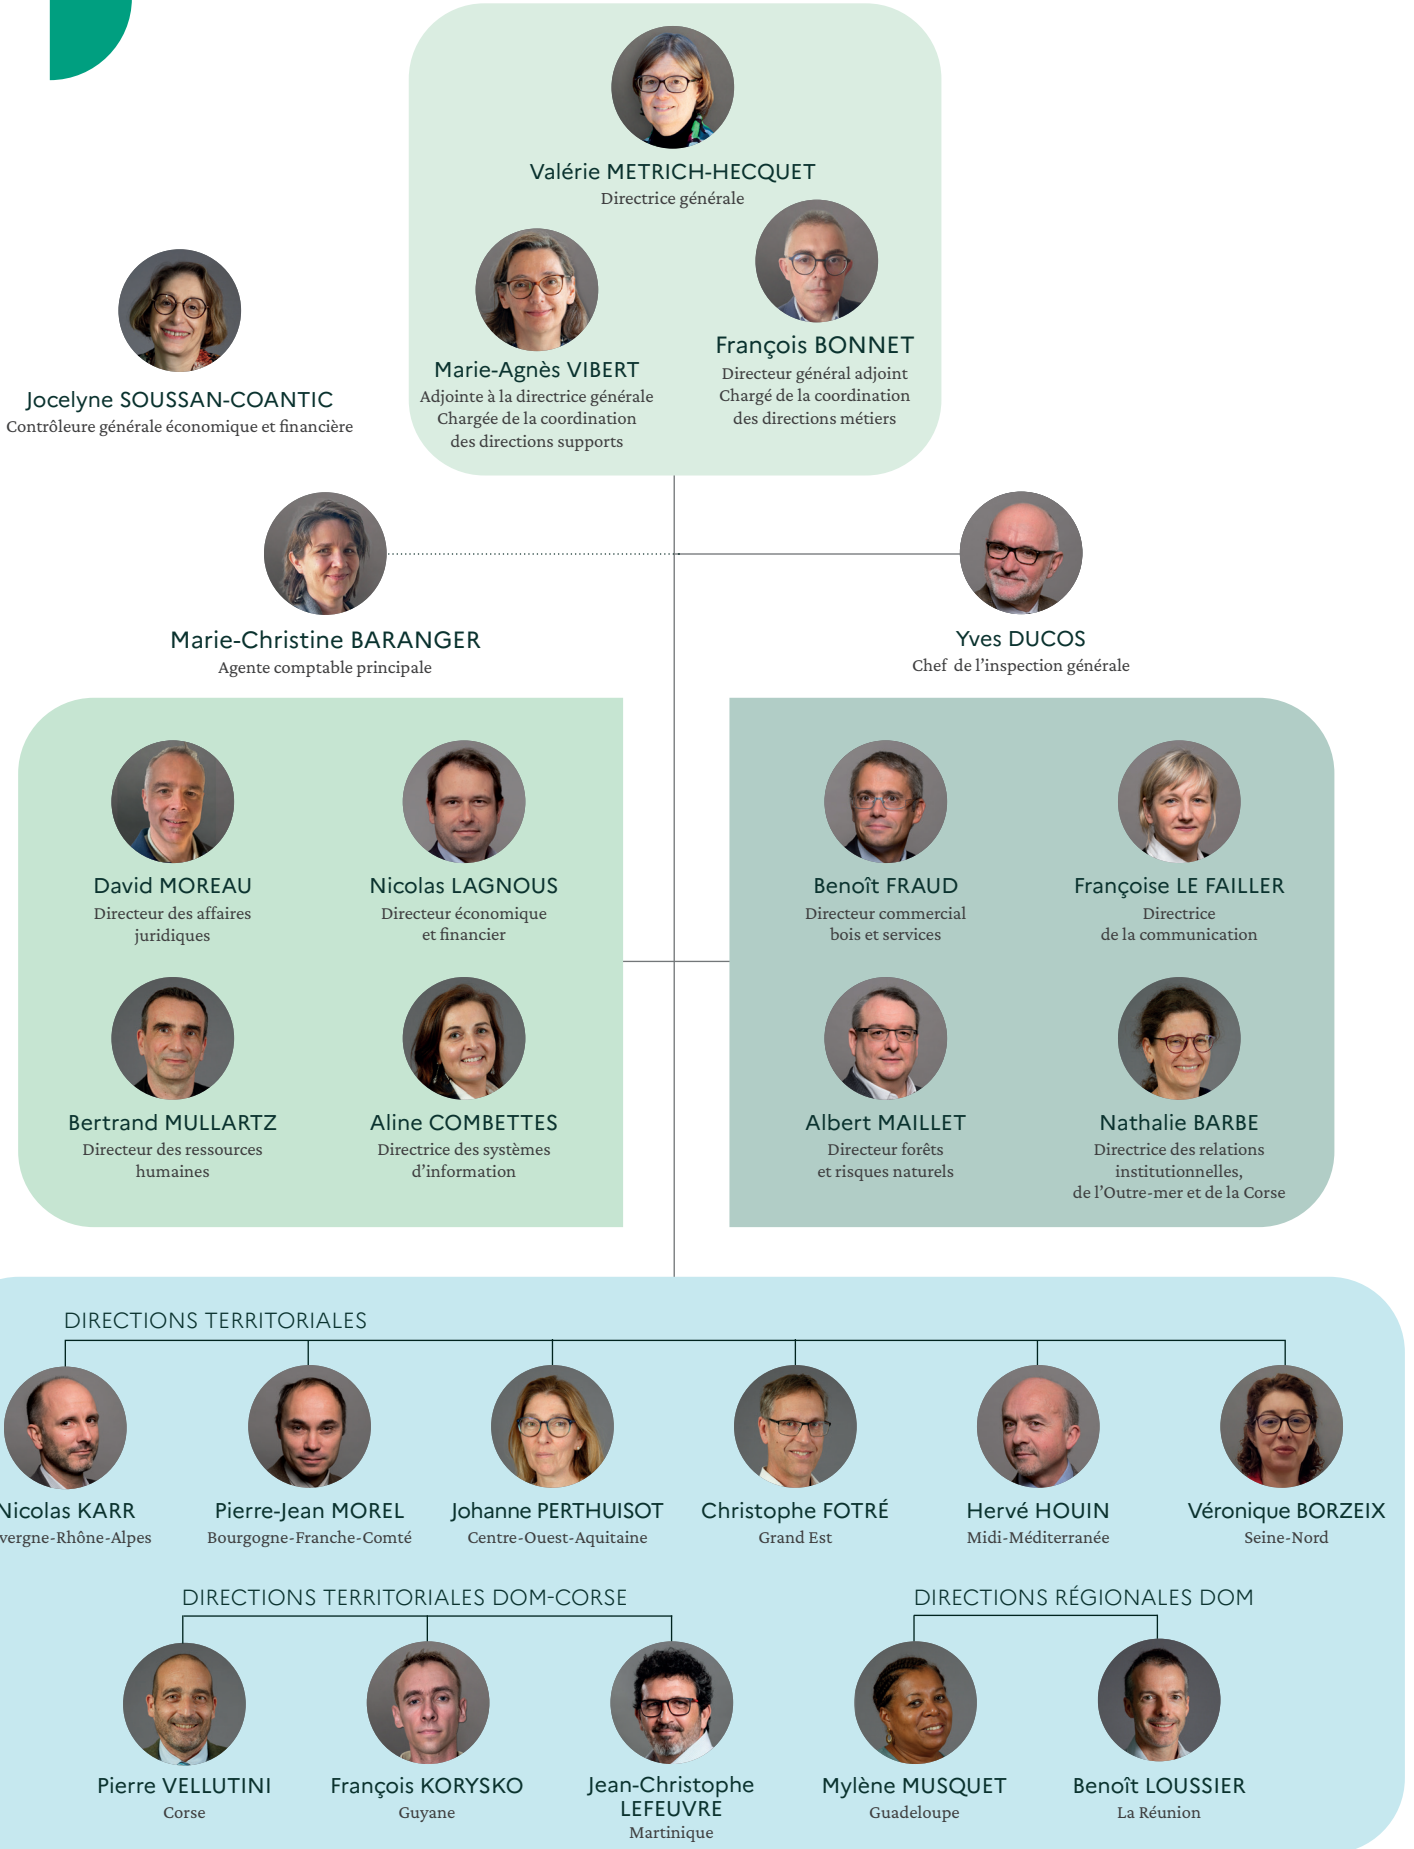 Valérie METRICH-HECQUET
Directrice générale
Jocelyne SOUSSAN-COANTIC
Contrôleure générale économique et financière
Marie-Agnès VIBERT
Adjointe à la directrice générale
Chargée de la coordination
des directions supports
François BONNET
Directeur général adjoint
Chargé de la coordination
des directions métiers
Marie-Christine BARANGER
Agente comptable principale
Yves DUCOS
Chef de l'inspection générale
David MOREAU
Directeur des affaires
juridiques
Nicolas LAGNOUS
Directeur économique
et financier
Bertrand MULLARTZ
Directeur des ressources
humaines
Aline COMBETTES
Directrice des systèmes
d'information
Benoît FRAUD
Directeur commercial
bois et services
Françoise LE FAILLER
Directrice
de la communication
Albert MAILLET
Directeur forêts
et risques naturels
Nathalie BARBE
Directrice des relations
institutionnelles,
de l'Outre-mer et de la Corse
DIRECTIONS TERRITORIALES
Nicolas KARR
vergne-Rhône-Alpes
Pierre-Jean MOREL
Bourgogne-Franche-Comté
Johanne PERTHUISOT
Centre-Ouest-Aquitaine
Christophe FOTRÉ
Grand Est
Hervé HOUIN
Midi-Méditerranée
Véronique BORZEIX
Seine-Nord
DIRECTIONS TERRITORIALES DOM-CORSE
Pierre VELLUTINI
Corse
François KORYSKO
Guyane
Jean-Christophe
LEFEUVRE
Martinique
DIRECTIONS RÉGIONALES DOM
Mylène MUSQUET
Guadeloupe
Benoît LOUSSIER
La Réunion